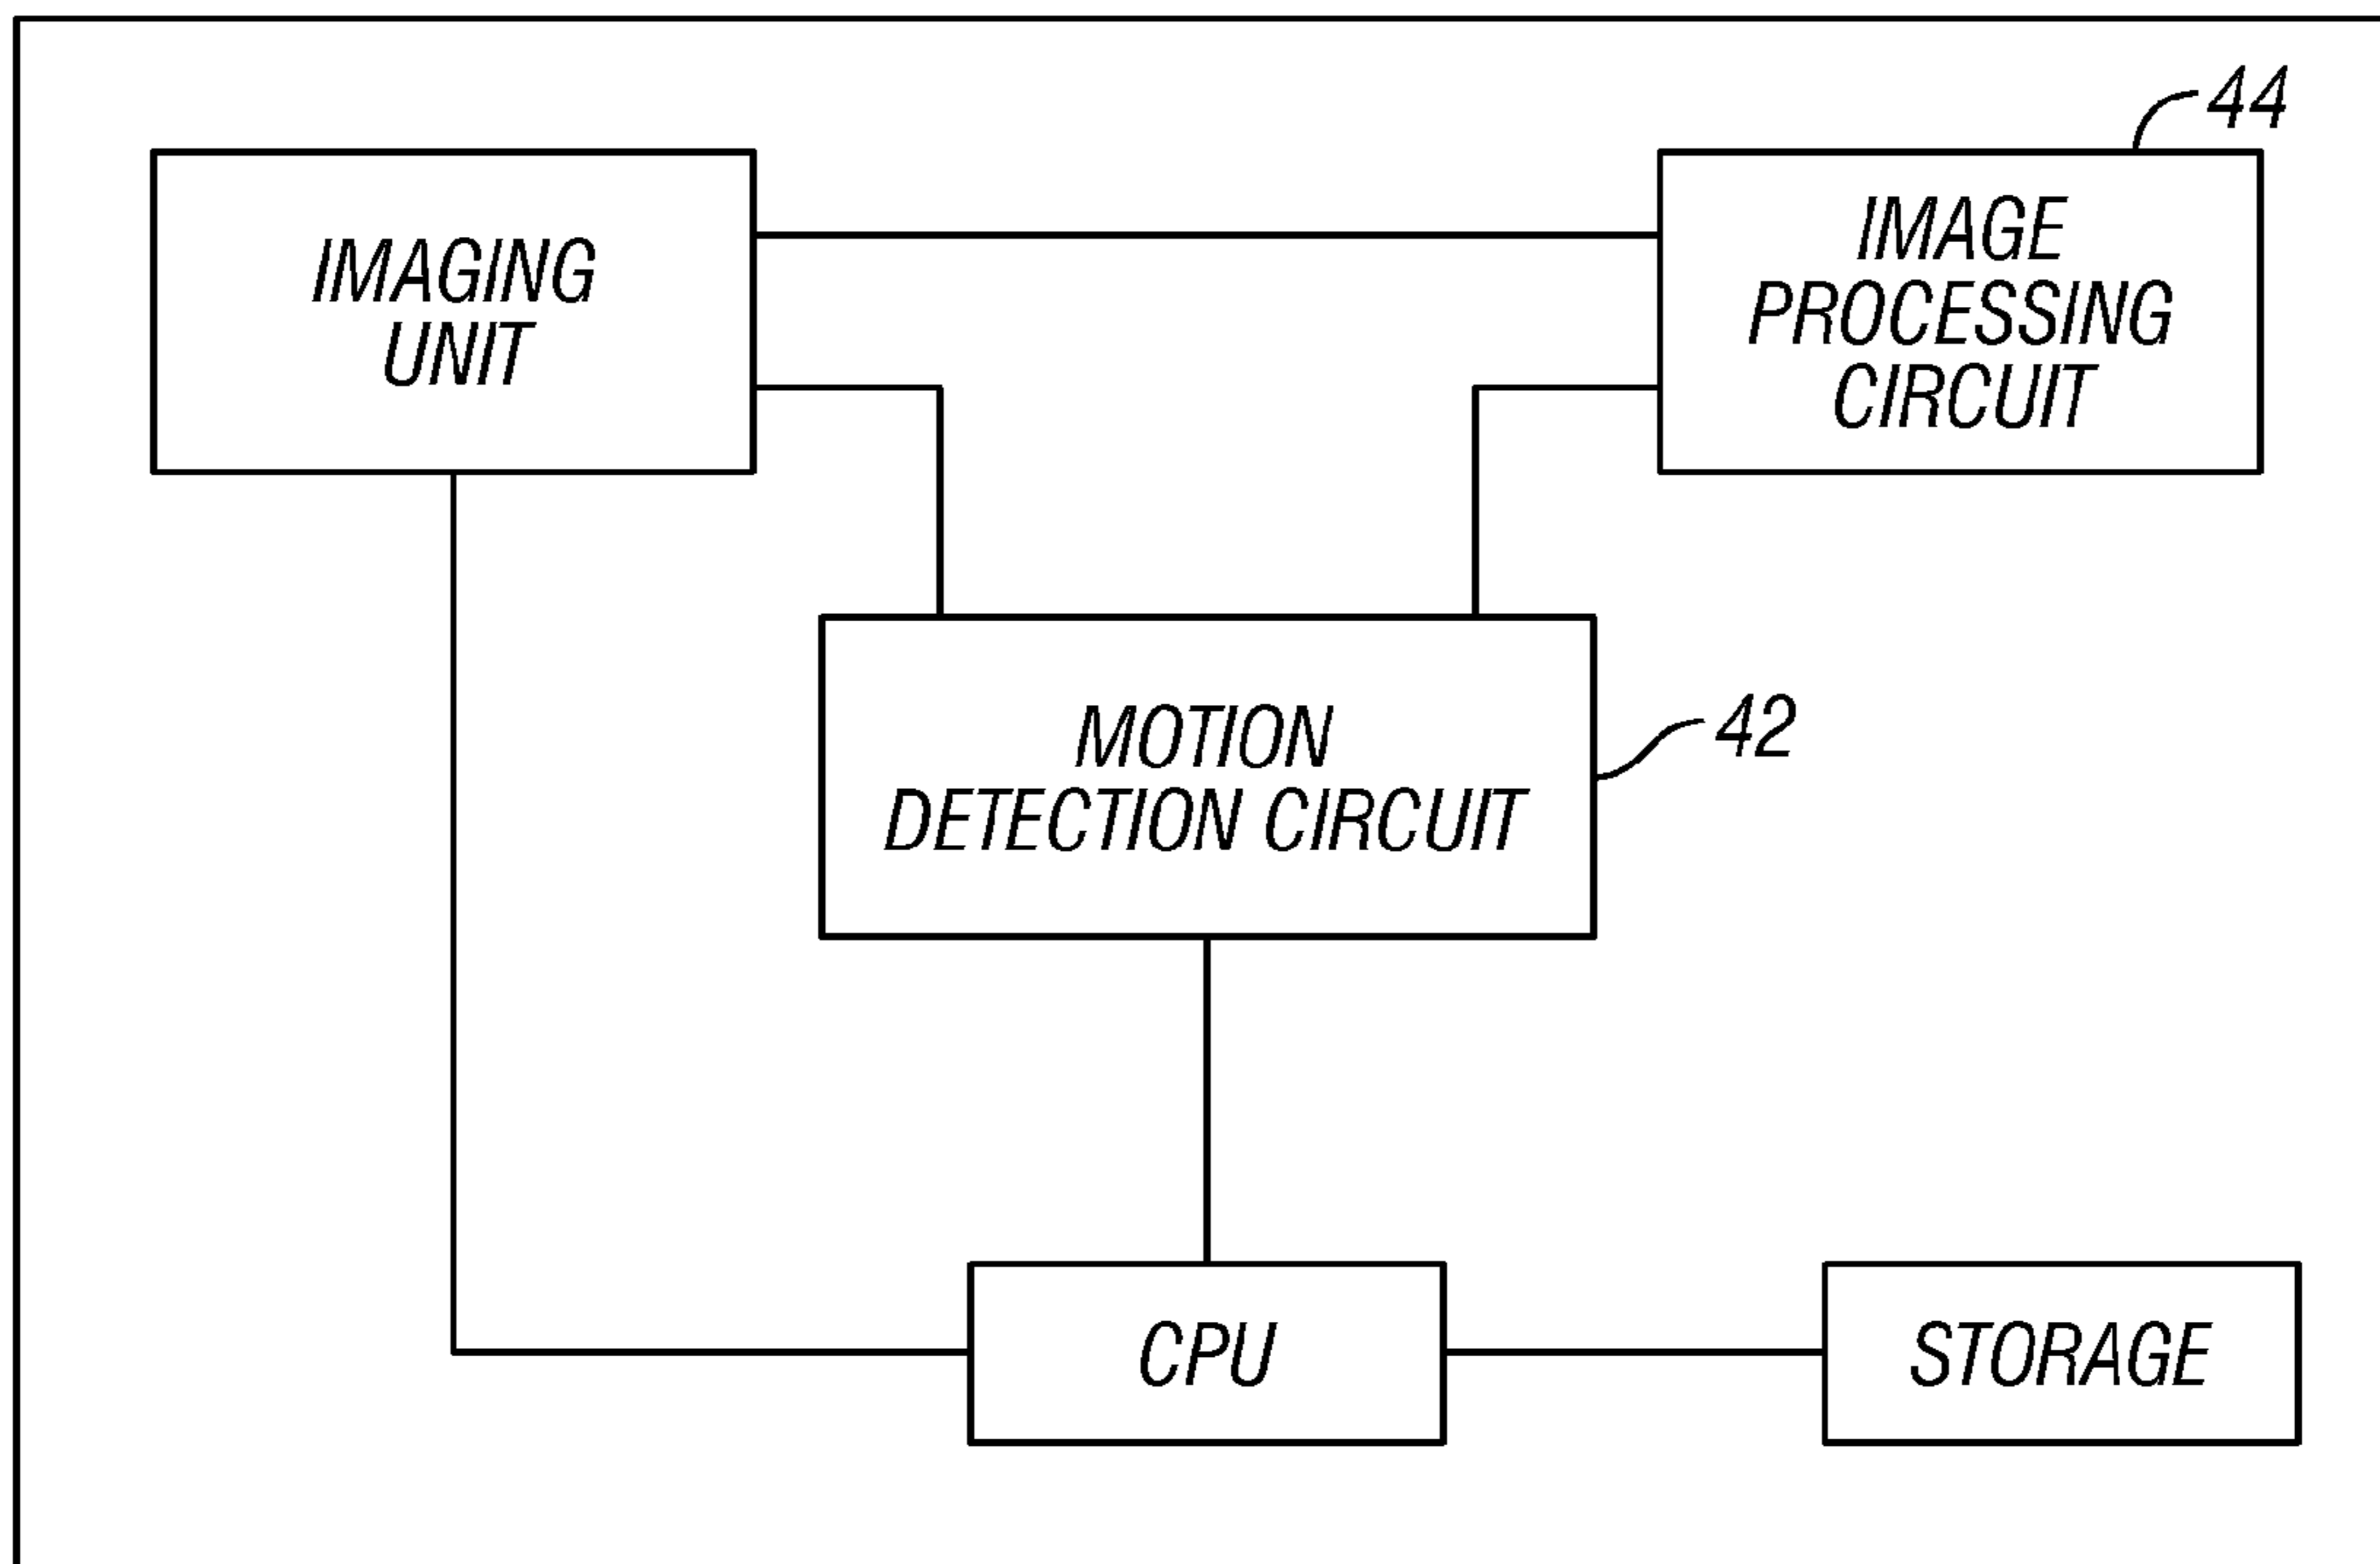 44
IMAGING
UNIT
IMAGE
PROCESSING
CIRCUIT
MOTION
DETECTION CIRCUIT
42
CPU
STORAGE